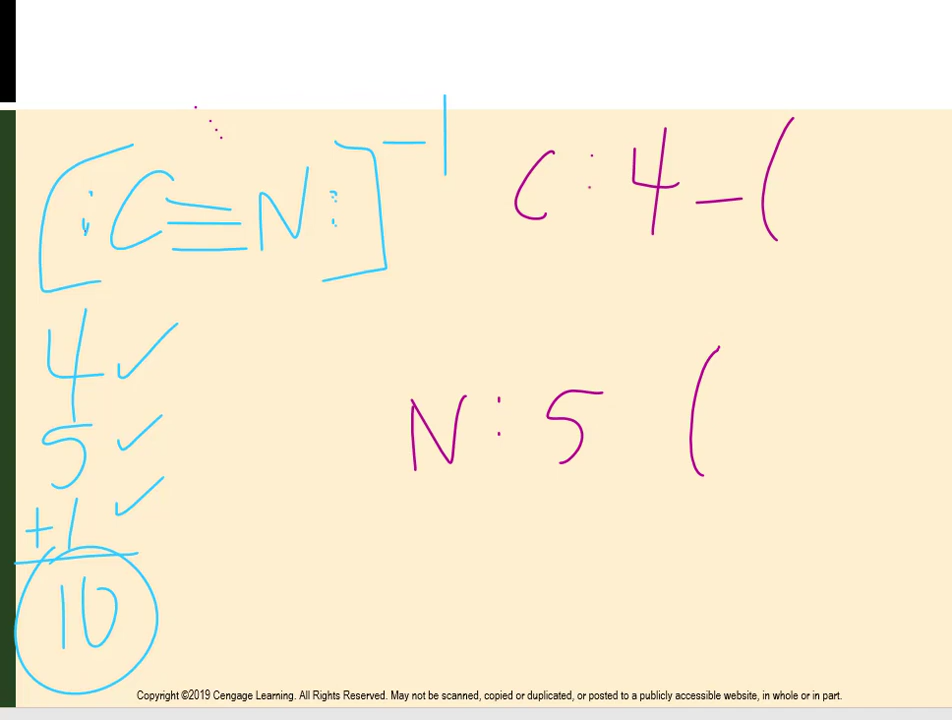 [:C≡N:]⁻¹
C: 4 – (
4 ✓
N: 5 (
5 ✓
+1 ✓
10
Copyright ©2019 Cengage Learning. All Rights Reserved. May not be scanned, copied or duplicated, or posted to a publicly accessible website, in whole or in part.